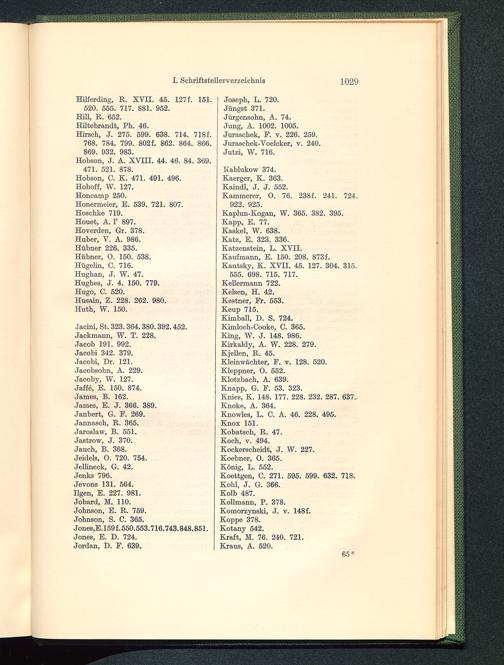 I. Schriftstellerverzeichnis 1029
Hilferding, R. XVII. 45. 127f. 151.
520. 555. 717. 881. 952.
Hill, R. 652.
Hiltebrandt, Ph. 46.
Hirsch, J. 275. 599. 638. 714. 718f.
768. 784. 799. 802f. 862. 864. 866.
869. 932. 983.
Hobson, J. A. XVIII. 44. 46. 84. 369.
471. 521. 878.
Hobson, C. K. 471. 491. 496.
Hohoff, W. 127.
Honcamp 250.
Honermeier, E. 539. 721. 807.
Hoschke 719.
Houet, A. l' 897.
Hoverden, Gr. 378.
Huber, V. A. 986.
Hübner 226. 335.
Hübner, O. 150. 538.
Hügelin, C. 716.
Hughan, J. W. 47.
Hughes, J. 4. 150. 779.
Hugo, C. 520.
Husain, Z. 228. 262. 980.
Huth, W. 150.
Jacini, St. 323. 364. 380. 392. 452.
Jackmann, W. T. 228.
Jacob 191. 992.
Jacobi 342. 379.
Jacobi, Dr. 121.
Jacobsohn, A. 229.
Jacoby, W. 127.
Jaffé, E. 150. 874.
James, B. 162.
James, E. J. 366. 389.
Janbert, G. F. 269.
Jannasch, R. 365.
Jaroslaw, B. 551.
Jastrow, J. 370.
Jauch, B. 368.
Jeidels, O. 720. 754.
Jellineck, G. 42.
Jenks 796.
Jevons 131. 564.
Ilgen, E. 227. 981.
Jobard, M. 110.
Johnson, E. R. 759.
Johnson, S. C. 365.
Jones, E. 159f. 550. 553. 716. 743. 848. 851.
Jones, E. D. 724.
Jordan, D. F. 639.
Joseph, L. 720.
Jüngst 371.
Jürgensohn, A. 74.
Jung, A. 1002. 1005.
Juraschek, F. v. 226. 259.
Juraschek-Voelcker, v. 240.
Jutzi, W. 716.
Kablukow 374.
Kaerger, K. 363.
Kaindl, J. J. 552.
Kammerer, O. 76. 238f. 241. 724.
922. 925.
Kaplun-Kogan, W. 365. 382. 395.
Kapp, E. 77.
Kaskel, W. 638.
Katz, E. 323. 336.
Katzenstein, L. XVII.
Kaufmann, E. 150. 208. 873f.
Kautsky, K. XVII. 45. 127. 304. 315.
555. 698. 715. 717.
Kellermann 722.
Kelsen, H. 42.
Kestner, Fr. 553.
Keup 715.
Kimball, D. S. 724.
Kimloch-Cooke, C. 365.
King, W. J. 148. 986.
Kirkaldy, A. W. 228. 279.
Kjellen, R. 45.
Kleinwächter, F. v. 128. 520.
Kleppner, O. 552.
Klotzbach, A. 639.
Knapp, G. F. 53. 323.
Knies, K. 148. 177. 228. 232. 287. 637.
Knoke, A. 364.
Knowles, L. C. A. 46. 228. 495.
Knox 151.
Kobatsch, R. 47.
Koch, v. 494.
Kockerscheidt, J. W. 227.
Koebner, O. 365.
König, L. 552.
Koettgen, C. 271. 595. 599. 632. 718.
Kohl, J. G. 366.
Kolb 487.
Kollmann, P. 378.
Komorzynski, J. v. 148f.
Koppe 378.
Kotany 542.
Kraft, M. 76. 240. 721.
Kraus, A. 520.
65*